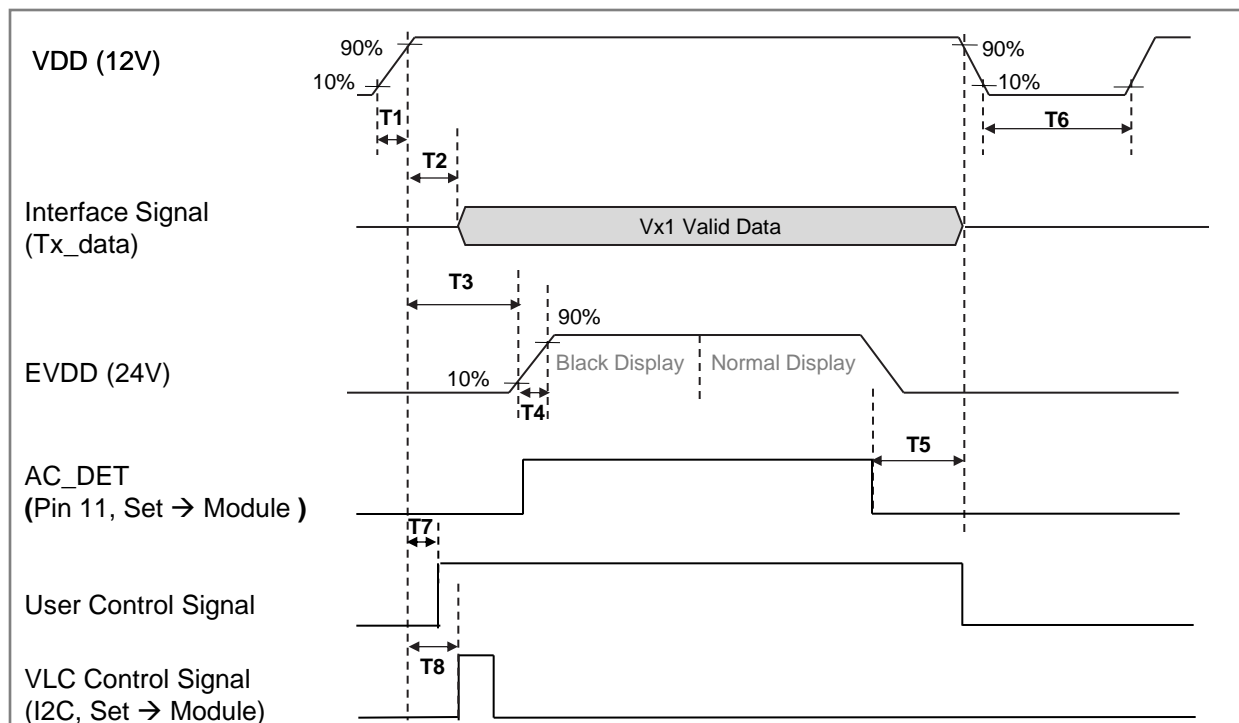 VDD (12V)
90%
10%
T1
90%
10%
T6
T2
Interface Signal
(Tx_data)
Vx1 Valid Data
T3
90%
EVDD (24V)
Black Display
Normal Display
10%
T4
T5
AC_DET
(Pin 11, Set → Module )
T7
User Control Signal
T8
VLC Control Signal
(I2C, Set → Module)